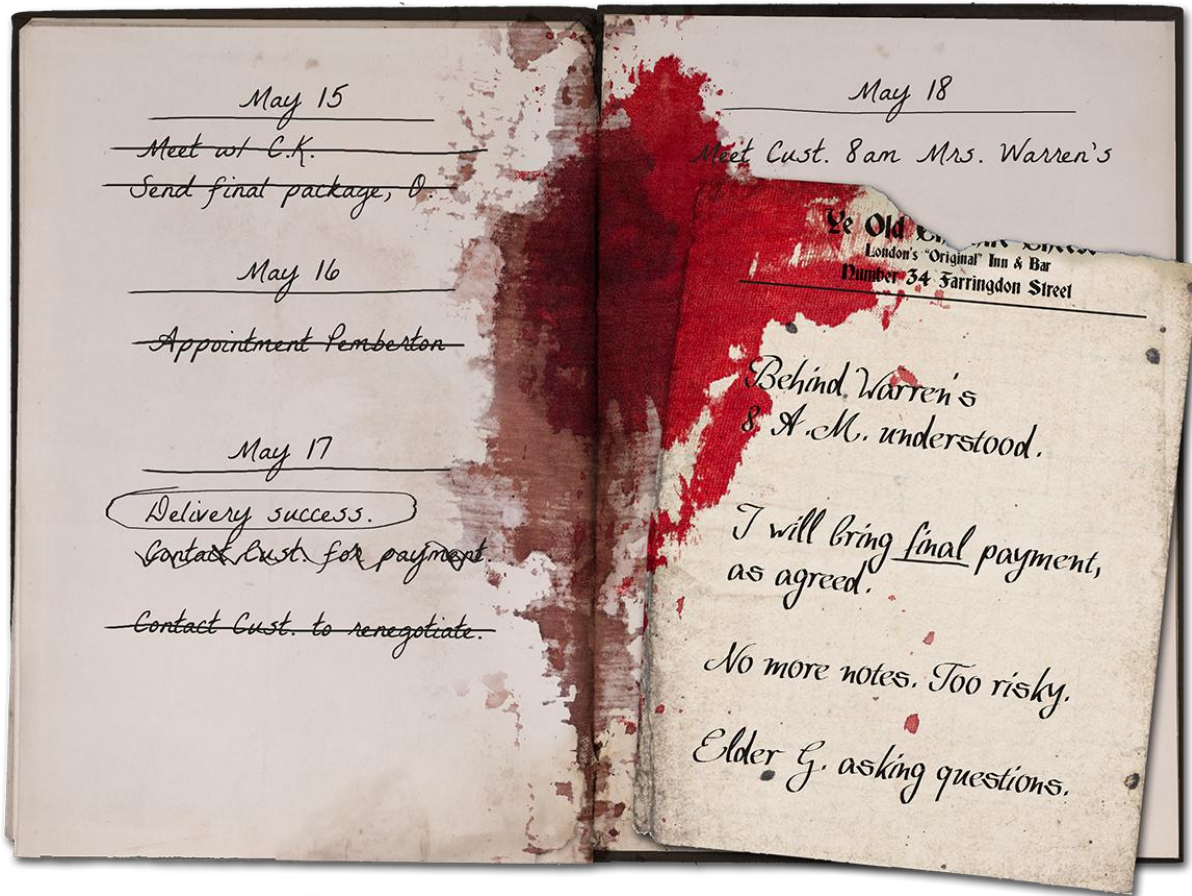 May 15
Meet w/ C.K.
Send final package, O.
May 16
Appointment Pemberton
May 17
Delivery success.
Contact Cust. for payment.
Contact Cust. to renegotiate.
May 18
Meet Cust. 8am Mrs. Warren's
Ye Old
London's "Original" Inn & Bar
Number 34 Farringdon Street
Behind Warren's
8 A.M. understood.
I will bring final payment,
as agreed.
No more notes. Too risky.
Elder G. asking questions.